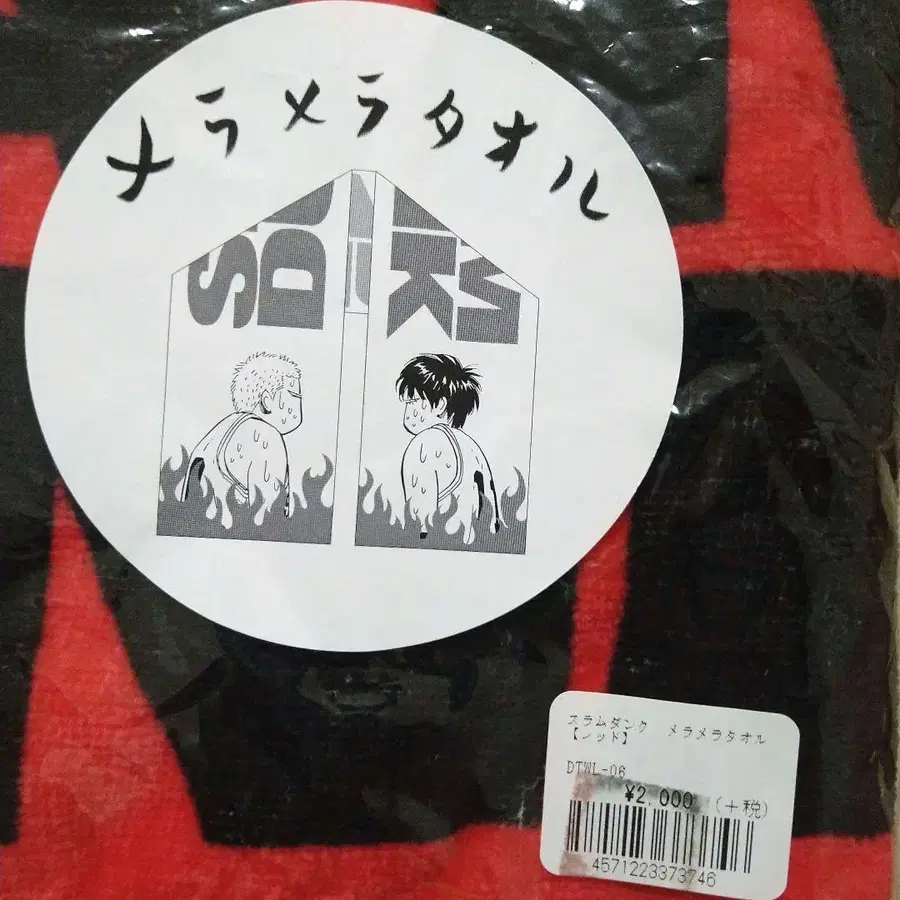 メラメラタオル
スラムダンク メラメラタオル
【レッド】
DTWL-06
¥2,000 (+税)
4571223373746